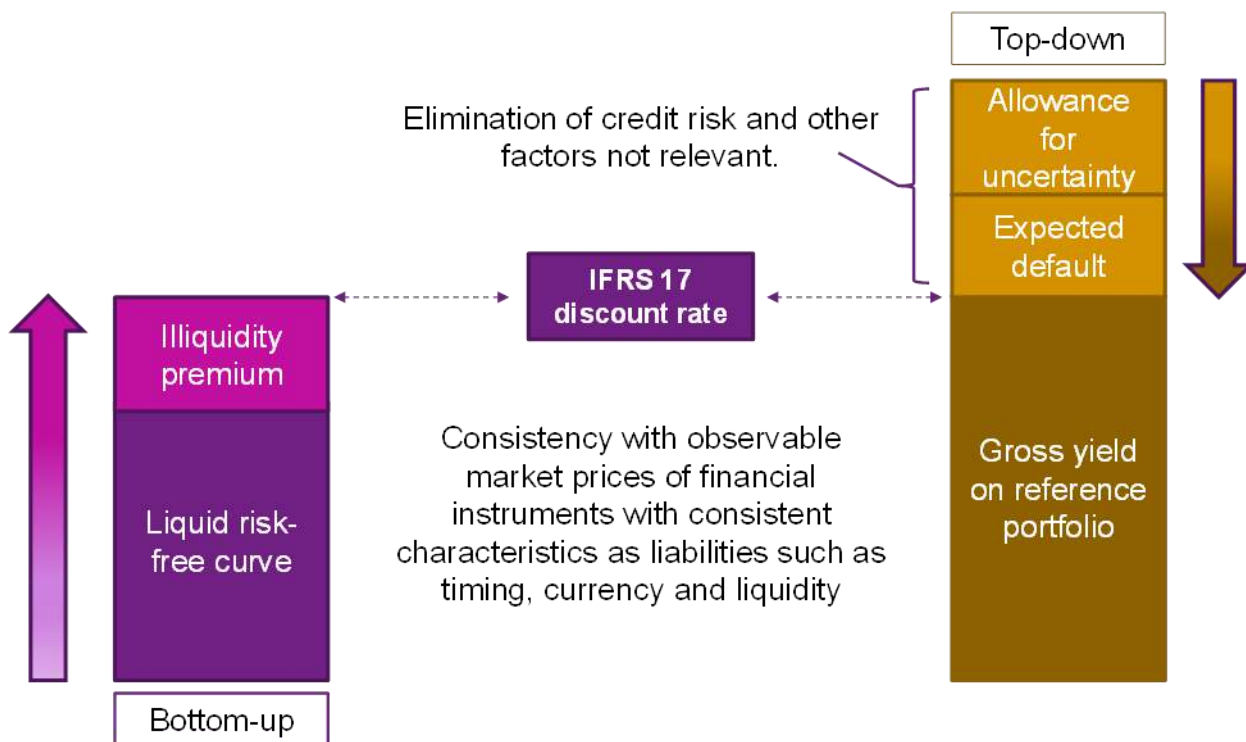 Top-down
Allowance
for
uncertainty
Elimination of credit risk and other
factors not relevant.
Expected
default
IFRS 17
discount rate
Illiquidity
premium
Liquid risk-
free curve
Consistency with observable
market prices of financial
instruments with consistent
characteristics as liabilities such as
timing, currency and liquidity
Gross yield
on reference
portfolio
Bottom-up